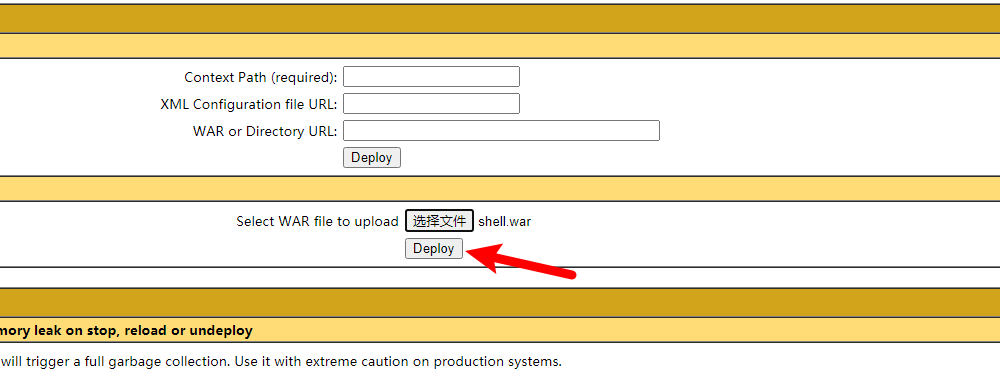 Context Path (required):
XML Configuration file URL:
WAR or Directory URL:
Deploy
Select WAR file to upload 选择文件 shell.war
Deploy
mory leak on stop, reload or undeploy
will trigger a full garbage collection. Use it with extreme caution on production systems.